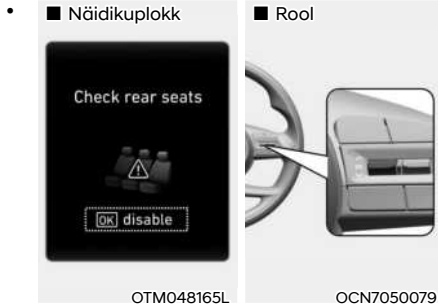 • ■ Näidikuplokk
Check rear seats
OK disable
OTM048165L
■ Rool
OCN7050079